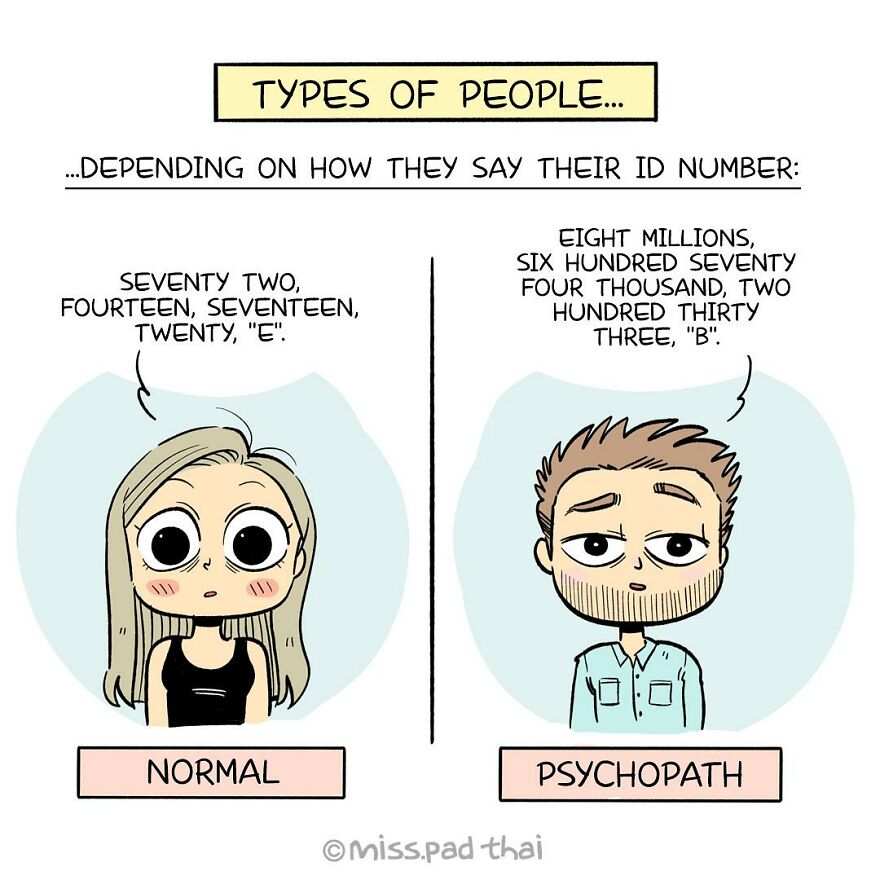 TYPES OF PEOPLE...
...DEPENDING ON HOW THEY SAY THEIR ID NUMBER:
SEVENTY TWO,
FOURTEEN, SEVENTEEN,
TWENTY, "E".
EIGHT MILLIONS,
SIX HUNDRED SEVENTY
FOUR THOUSAND, TWO
HUNDRED THIRTY
THREE, "B".
NORMAL
PSYCHOPATH
©miss.pad thai